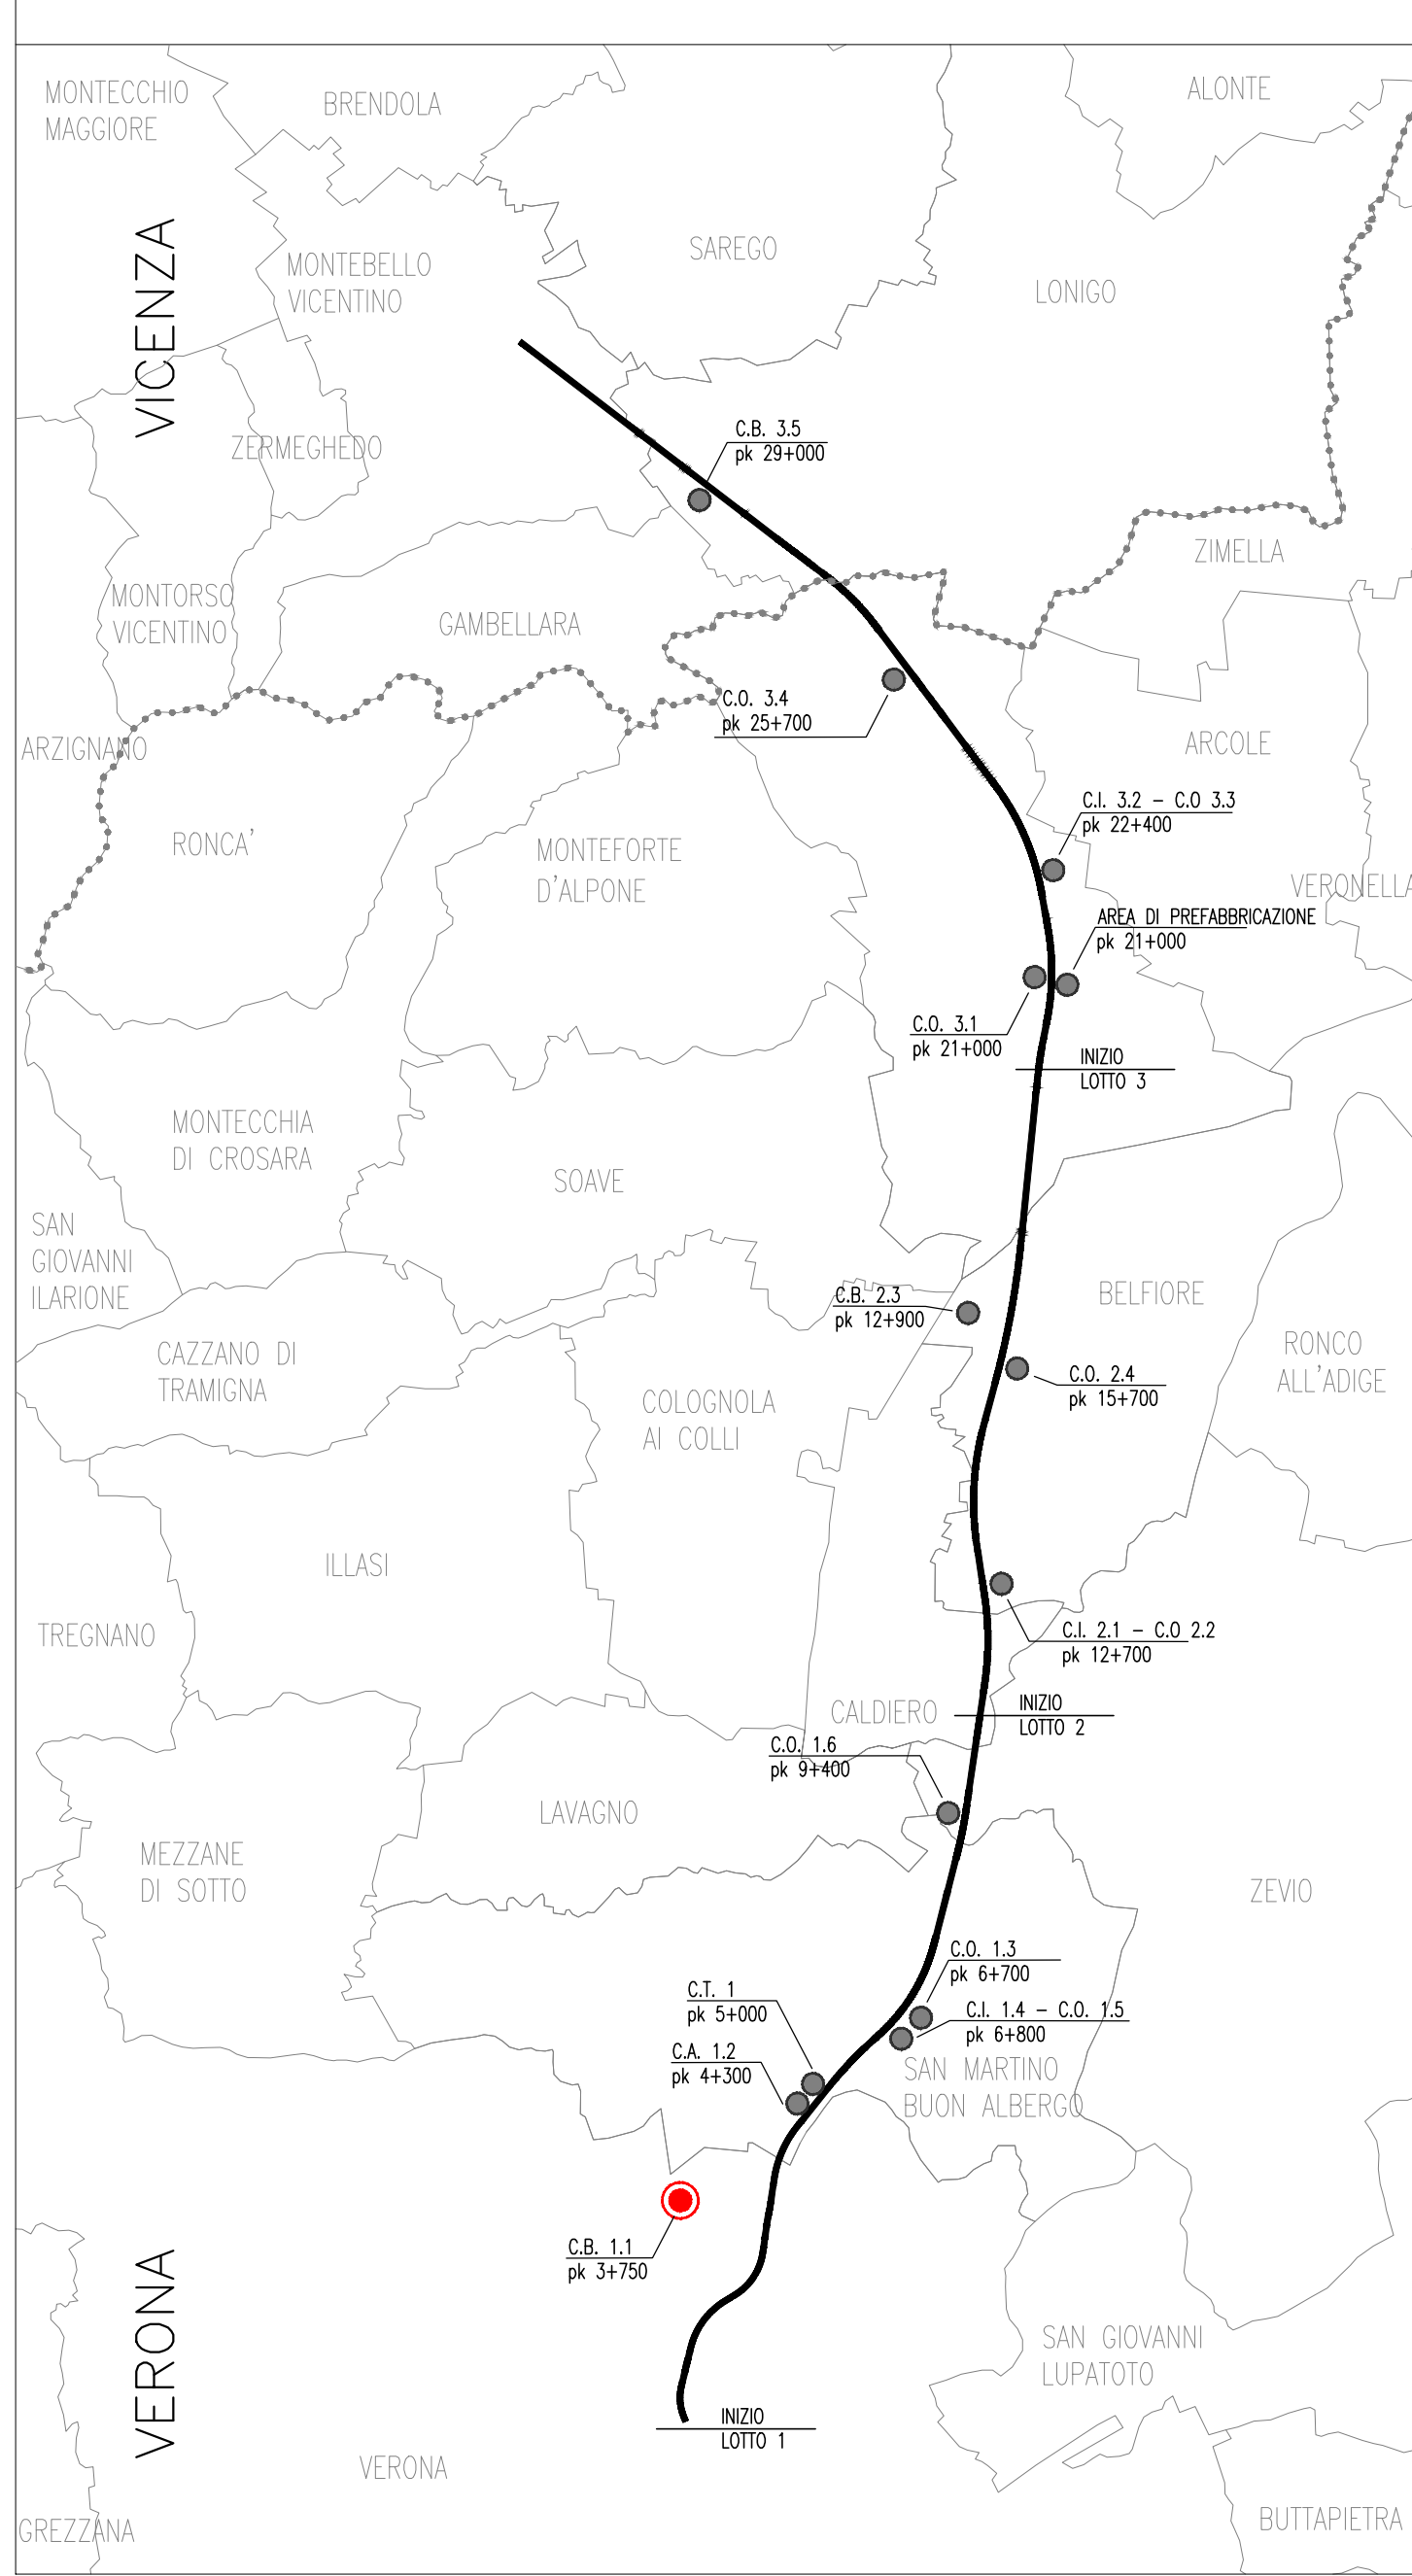 MONTECCHIO
MAGGIORE
BRENDOLA
ALONTE
VICENZA
MONTEBELLO
VICENTINO
SAREGO
LONIGO
C.B. 3.5
pk 29+000
ZERMEGHEDO
ZIMELLA
MONTORSO
VICENTINO
GAMBELLARA
C.O. 3.4
pk 25+700
ARZIGNANO
ARCOLE
RONCA'
MONTEFORTE
D'ALPONE
C.I. 3.2 - C.O 3.3
pk 22+400
VERONELLA
AREA DI PREFABBRICAZIONE
pk 21+000
C.O. 3.1
pk 21+000
INIZIO
LOTTO 3
MONTECCHIA
DI CROSARA
SOAVE
SAN
GIOVANNI
ILARIONE
C.B. 2.3
pk 12+900
BELFIORE
CAZZANO DI
TRAMIGNA
RONCO
ALL'ADIGE
C.O. 2.4
pk 15+700
COLOGNOLA
AI COLLI
ILLASI
TREGNANO
C.I. 2.1 - C.O 2.2
pk 12+700
CALDIERO
INIZIO
LOTTO 2
C.O. 1.6
pk 9+400
LAVAGNO
MEZZANE
DI SOTTO
ZEVIO
C.O. 1.3
pk 6+700
C.T. 1
pk 5+000
C.I. 1.4 - C.O. 1.5
pk 6+800
C.A. 1.2
pk 4+300
SAN MARTINO
BUON ALBERGO
C.B. 1.1
pk 3+750
VERONA
SAN GIOVANNI
LUPATOTO
INIZIO
LOTTO 1
VERONA
GREZZANA
BUTTAPIETRA